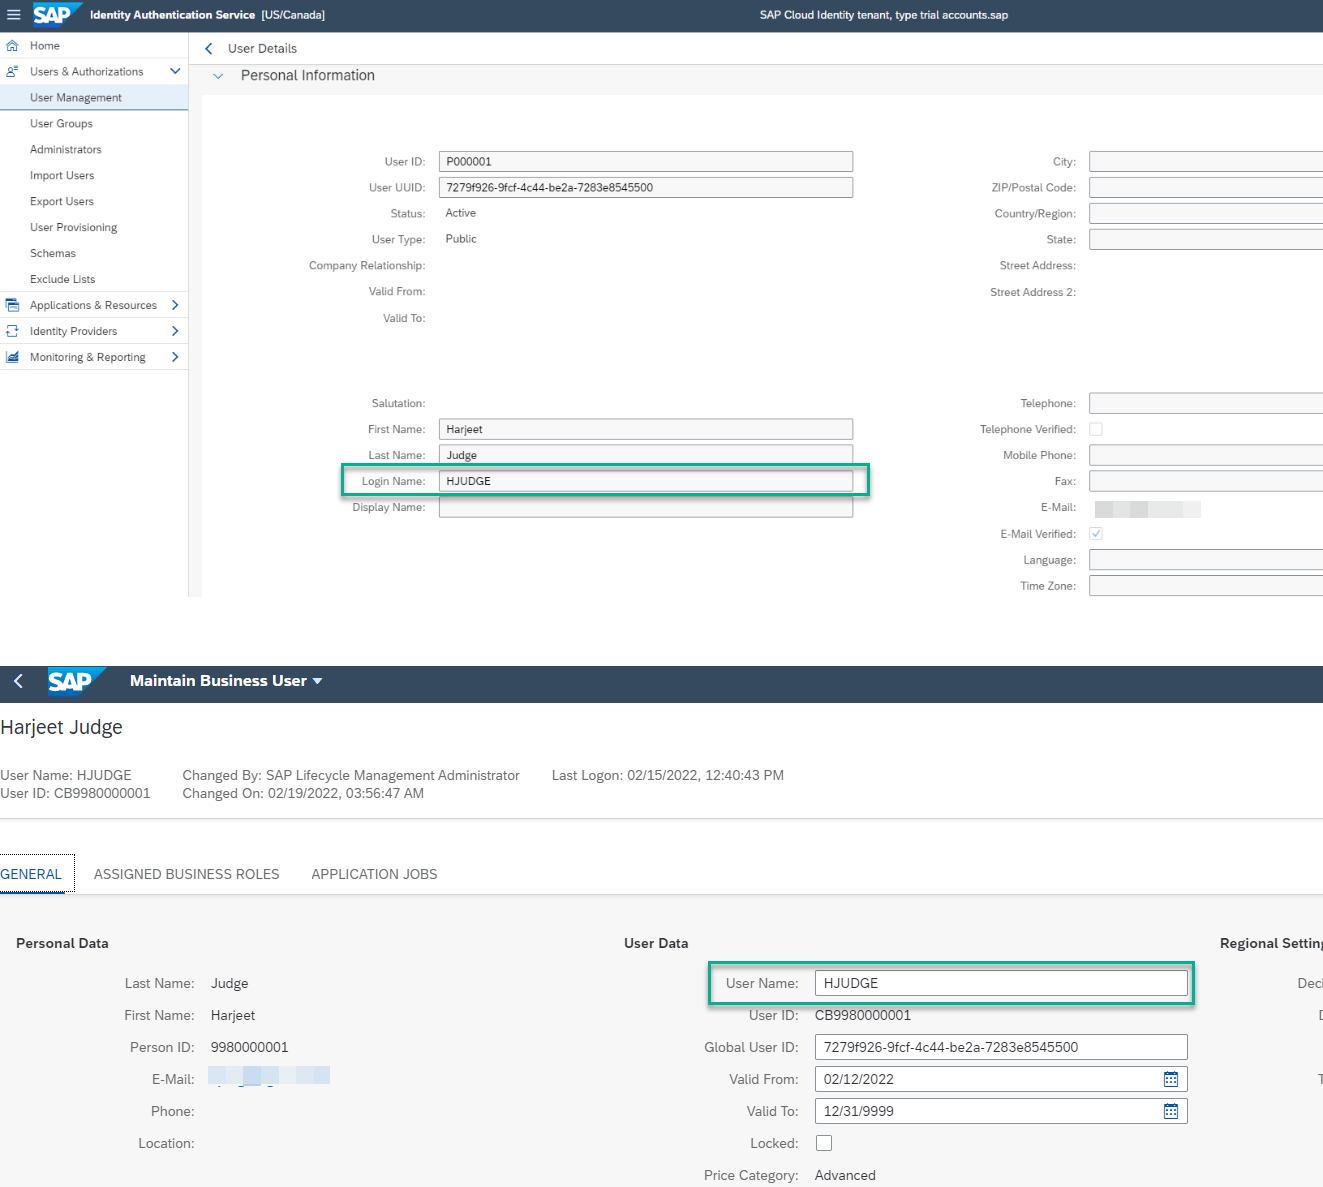 SAP Identity Authentication Service [US/Canada] SAP Cloud Identity tenant, type trial accounts.sap
Home
Users & Authorizations
User Management
User Groups
Administrators
Import Users
Export Users
User Provisioning
Schemas
Exclude Lists
Applications & Resources
Identity Providers
Monitoring & Reporting
User Details
Personal Information
User ID: P000001
User UUID: 7279f926-9fcf-4c44-be2a-7283e8545500
Status: Active
User Type: Public
Company Relationship:
Valid From:
Valid To:
City:
ZIP/Postal Code:
Country/Region:
State:
Street Address:
Street Address 2:
Salutation:
First Name: Harjeet
Last Name: Judge
Login Name: HJUDGE
Display Name:
Telephone:
Telephone Verified:
Mobile Phone:
Fax:
E-Mail:
E-Mail Verified:
Language:
Time Zone:
SAP Maintain Business User
Harjeet Judge
User Name: HJUDGE Changed By: SAP Lifecycle Management Administrator Last Logon: 02/15/2022, 12:40:43 PM
User ID: CB9980000001 Changed On: 02/19/2022, 03:56:47 AM
GENERAL ASSIGNED BUSINESS ROLES APPLICATION JOBS
Personal Data
Last Name: Judge
First Name: Harjeet
Person ID: 9980000001
E-Mail:
Phone:
Location:
User Data
User Name: HJUDGE
User ID: CB9980000001
Global User ID: 7279f926-9fcf-4c44-be2a-7283e8545500
Valid From: 02/12/2022
Valid To: 12/31/9999
Locked:
Price Category: Advanced
Regional Setting
Deci